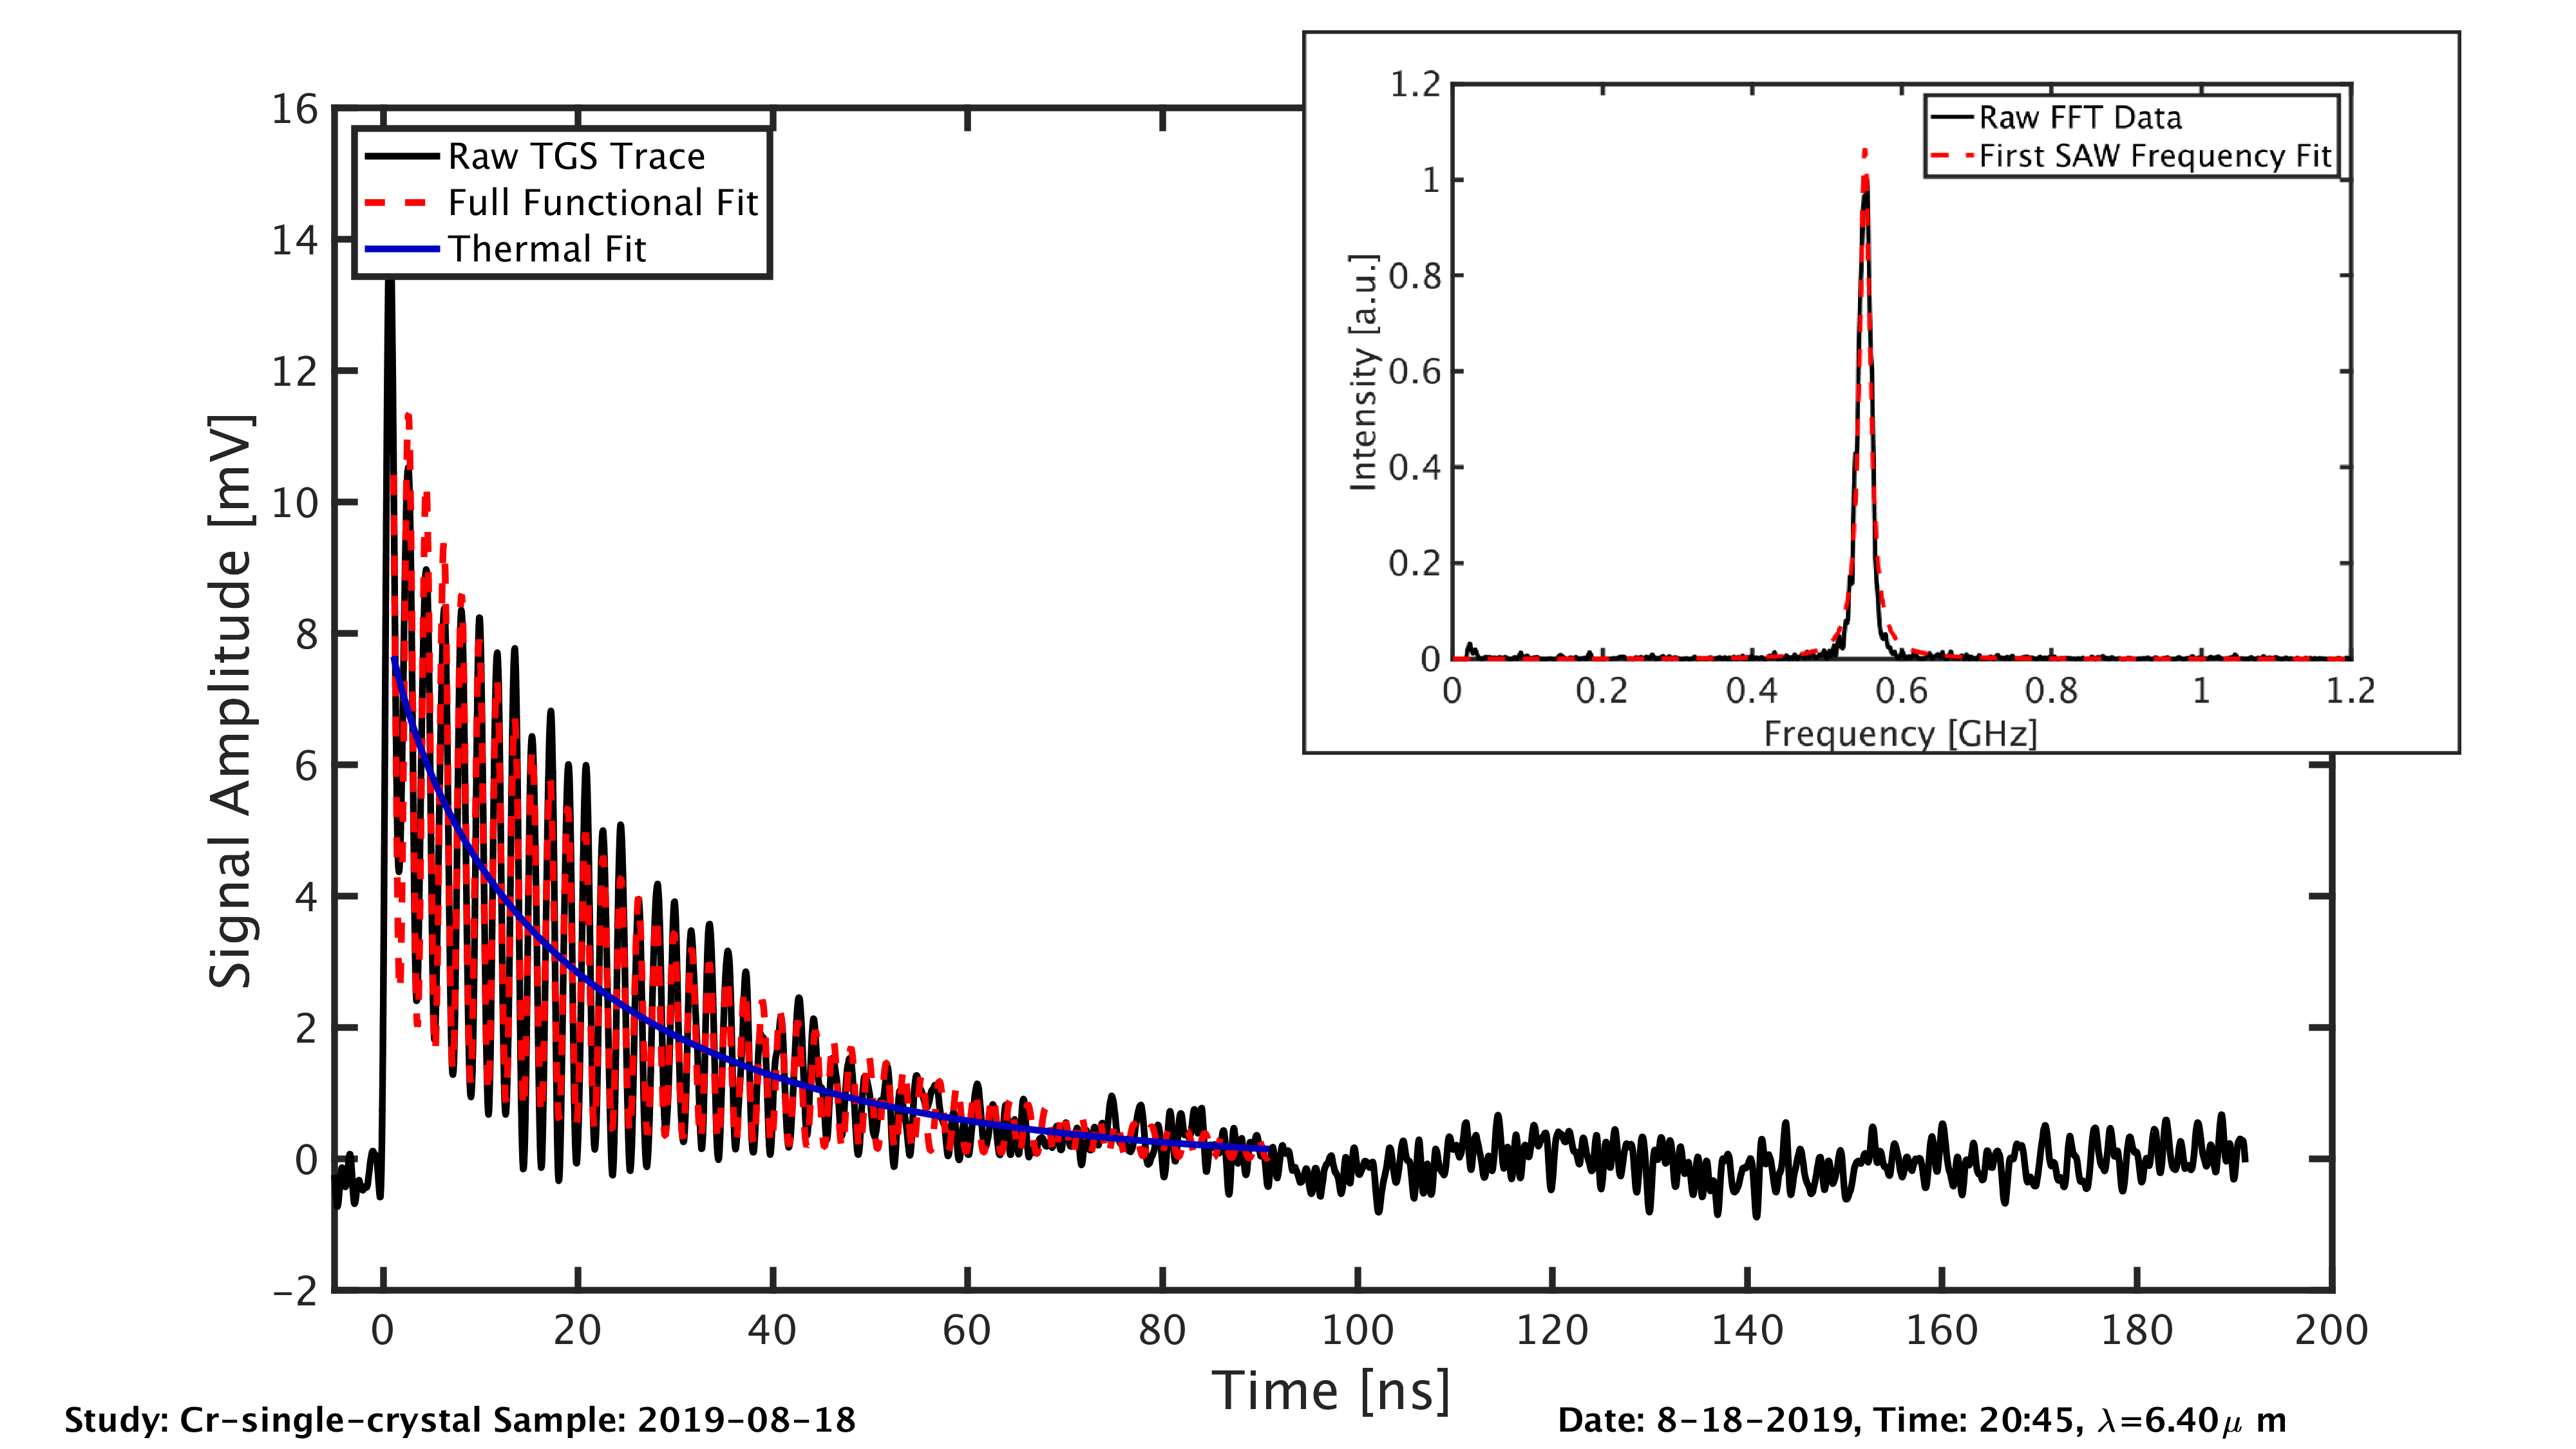 1.2
1
0.8
0.6
0.4
0.2
0
Intensity [a.u.]
Raw FFT Data
First SAW Frequency Fit
0 0.2 0.4 0.6 0.8 1 1.2
Frequency [GHz]
16
14
12
10
8
6
4
2
0
-2
Signal Amplitude [mV]
Raw TGS Trace
Full Functional Fit
Thermal Fit
0 20 40 60 80 100 120 140 160 180 200
Time [ns]
Study: Cr-single-crystal Sample: 2019-08-18
Date: 8-18-2019, Time: 20:45, λ=6.40μ m